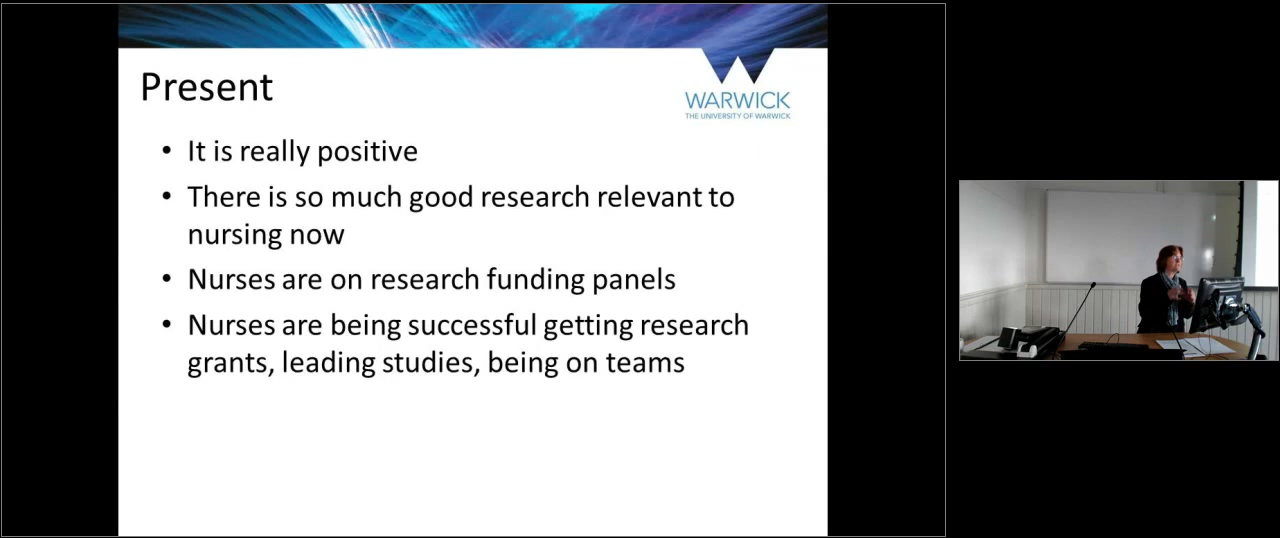 Present
WARWICK
THE UNIVERSITY OF WARWICK
• It is really positive
• There is so much good research relevant to
nursing now
• Nurses are on research funding panels
• Nurses are being successful getting research
grants, leading studies, being on teams